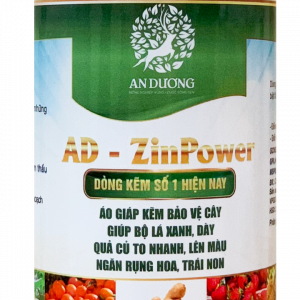 AN DƯƠNG
AD - ZinPower
DÒNG KẼM SỐ 1 HIỆN NAY
ÁO GIÁP KẼM BẢO VỆ CÂY
GIÚP BỘ LÁ XANH, DÀY
QUẢ CỦ TO NHANH, LÊN MÀU
NGĂN RỤNG HOA, TRÁI NON